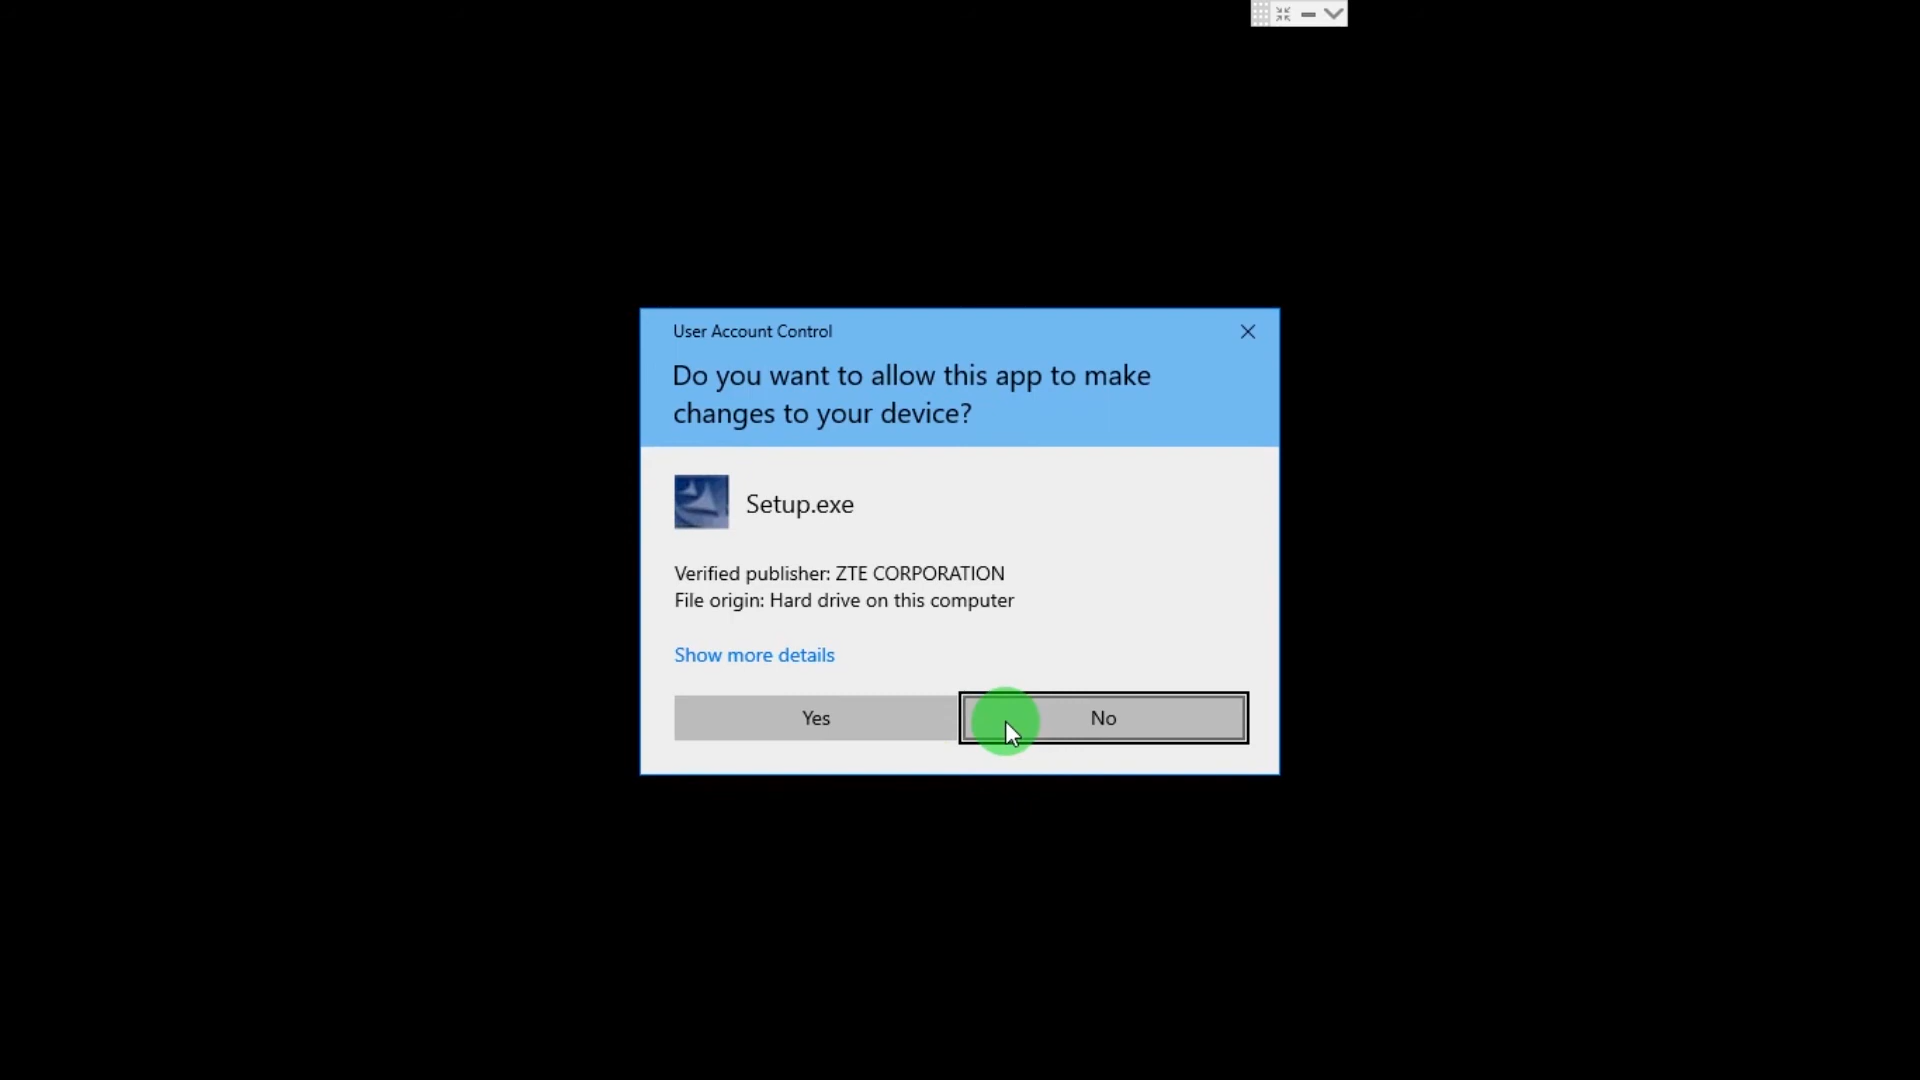 User Account Control
Do you want to allow this app to make
changes to your device?
Setup.exe
Verified publisher: ZTE CORPORATION
File origin: Hard drive on this computer
Show more details
Yes
No